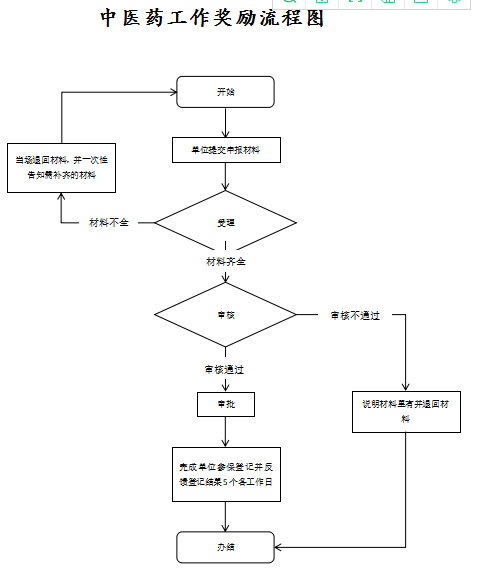 中医药工作奖励流程图
开始
单位提交申报材料
当场退回材料，并一次性
告知需补齐的材料
受理
材料不全
材料齐全
审核
审核不通过
审核通过
审批
说明材料里有并退回材
料
完成单位参保登记并反
馈登记结果5个各工作日
办结